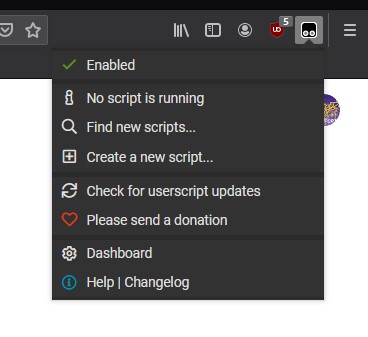 5
Enabled
No script is running
Find new scripts...
Create a new script...
Check for userscript updates
Please send a donation
Dashboard
Help | Changelog